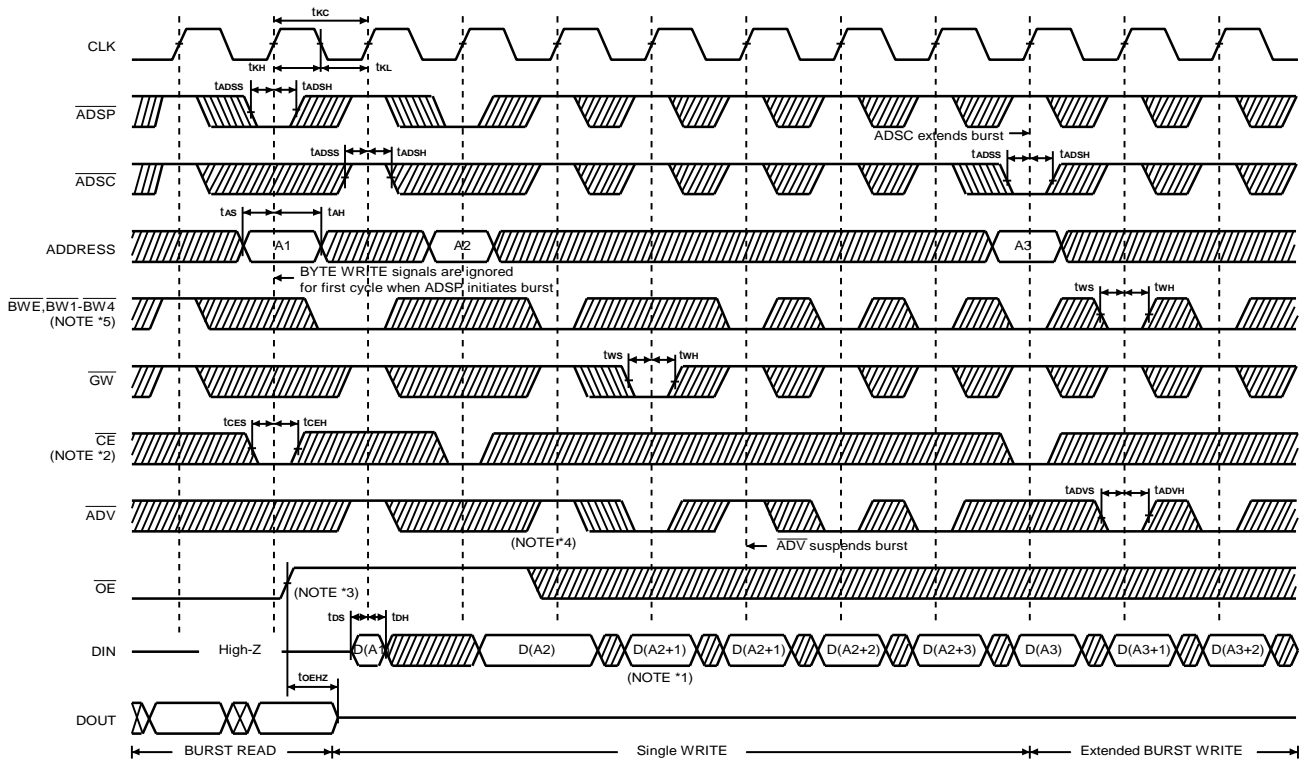 tKC
CLK
tKH
tKL
tADSS
tADSH
ADSP
ADSC extends burst
tADSS
tADSH
tADSS
tADSH
ADSC
tAS
tAH
ADDRESS
A1
A2
A3
BYTE WRITE signals are ignored
for first cycle when ADSP initiates burst
BWE,BW1-BW4
(NOTE *5)
tWS
tWH
tWS
tWH
GW
tCES
tCEH
CE
(NOTE *2)
tADVS
tADVH
ADV
(NOTE *4)
ADV suspends burst
OE
(NOTE *3)
tDS
tDH
DIN
High-Z
D(A1
D(A2)
D(A2+1)
D(A2+1)
D(A2+2)
D(A2+3)
D(A3)
D(A3+1)
D(A3+2)
(NOTE *1)
tOEHZ
DOUT
BURST READ
Single WRITE
Extended BURST WRITE